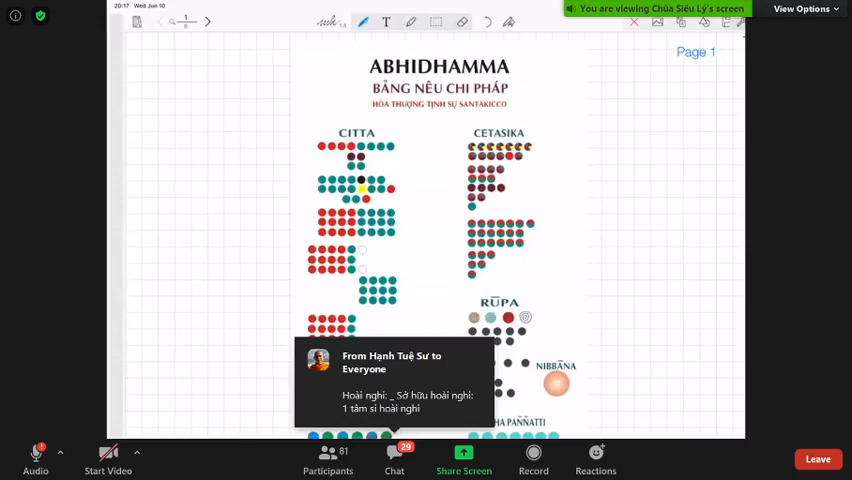 20:17 Wed Jun 10
You are viewing Chùa Siêu Lý's screen
View Options
1
Page 1
ABHIDHAMMA
BẢNG NÊU CHI PHÁP
HÒA THƯỢNG TỊNH SỰ SANTAKICCO
CITTA
CETASIKA
RŪPA
NIBBĀNA
HA PAÑÑATTI
From Hạnh Tuệ Sư to
Everyone
Hoài nghi: _ Sở hữu hoài nghi:
1 tâm si hoài nghi
Audio
Start Video
Participants
81
Chat
29
Share Screen
Record
Reactions
Leave